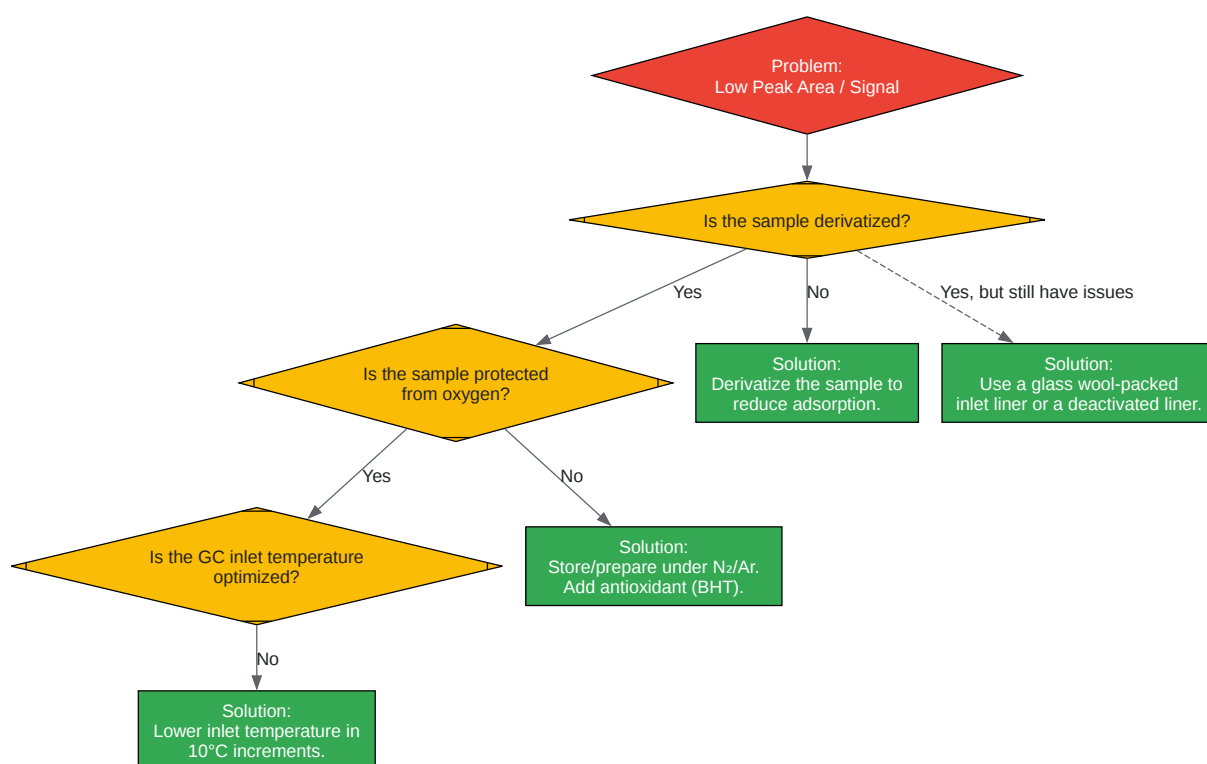 Problem:
Low Peak Area / Signal
Is the sample derivatized?
Yes
No
Yes, but still have issues
Is the sample protected
from oxygen?
Solution:
Derivatize the sample to
reduce adsorption.
Solution:
Use a glass wool-packed
inlet liner or a deactivated liner.
Yes
No
Is the GC inlet temperature
optimized?
Solution:
Store/prepare under N₂/Ar.
Add antioxidant (BHT).
No
Solution:
Lower inlet temperature in
10°C increments.